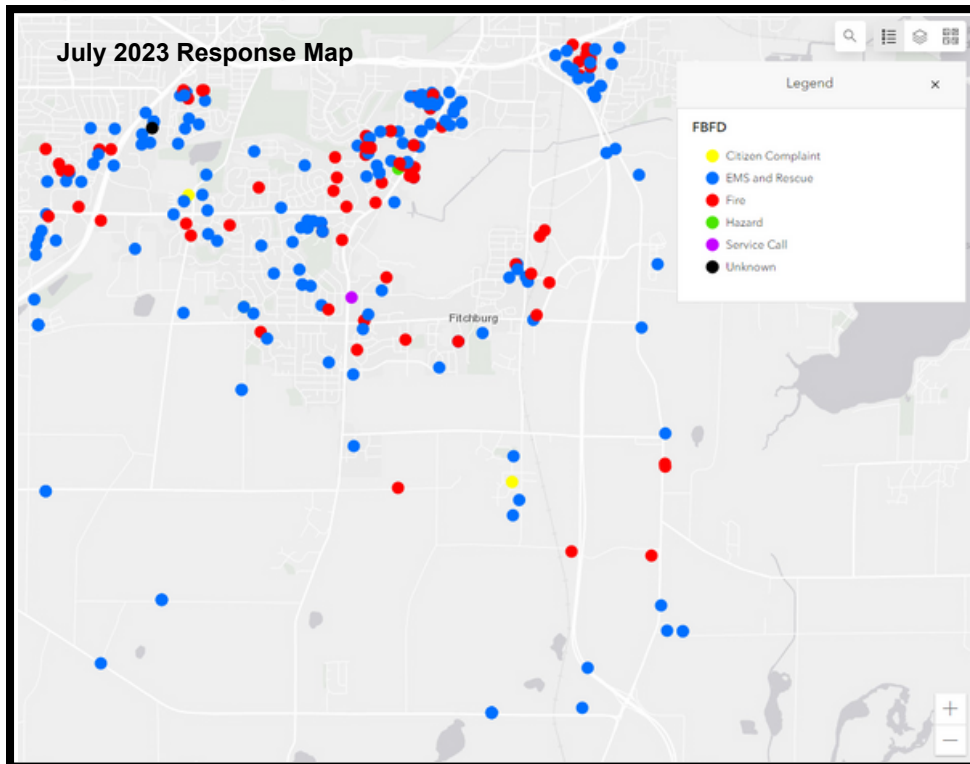 July 2023 Response Map
Legend
×
FBFD
Citizen Complaint
EMS and Rescue
Fire
Hazard
Service Call
Unknown
Fitchburg
+
−